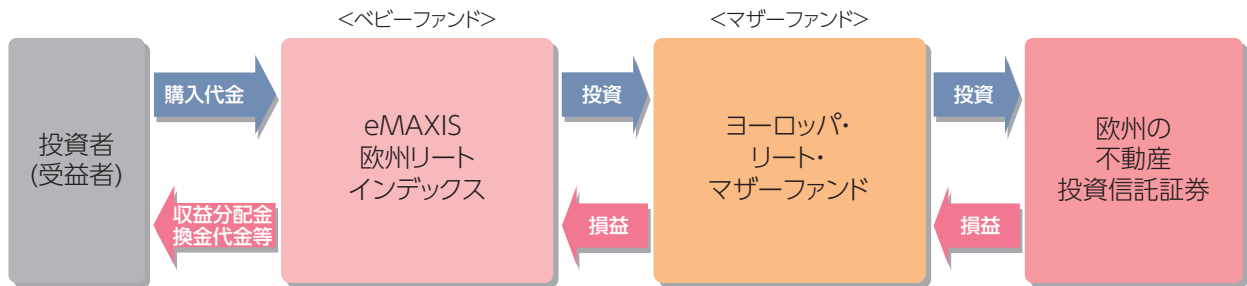 <ベビーファンド>
<マザーファンド>
投資者
(受益者)
購入代金
収益分配金
換金代金等
eMAXIS
欧州リート
インデックス
投資
損益
ヨーロッパ・
リート・
マザーファンド
投資
損益
欧州の
不動産
投資信託証券